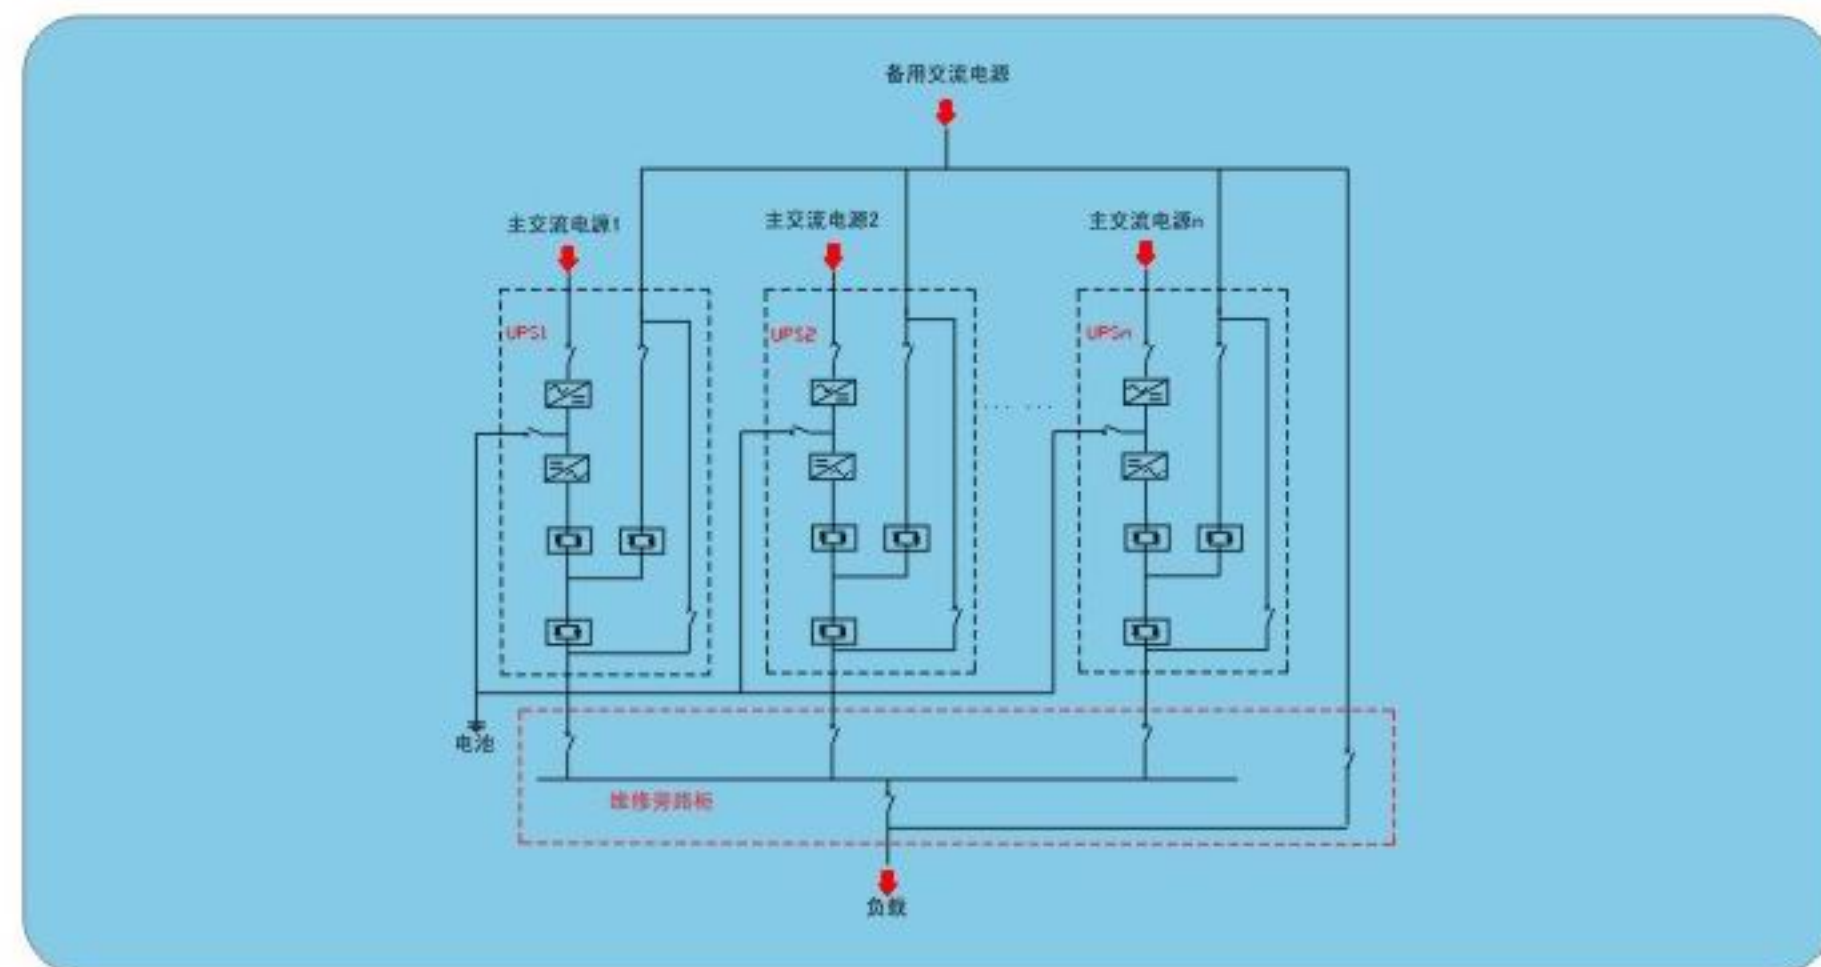 备用交流电源
主交流电源1
主交流电源2
主交流电源n
UPS1
UPS2
UPSn
· · · · ·
电池
维修旁路柜
负载